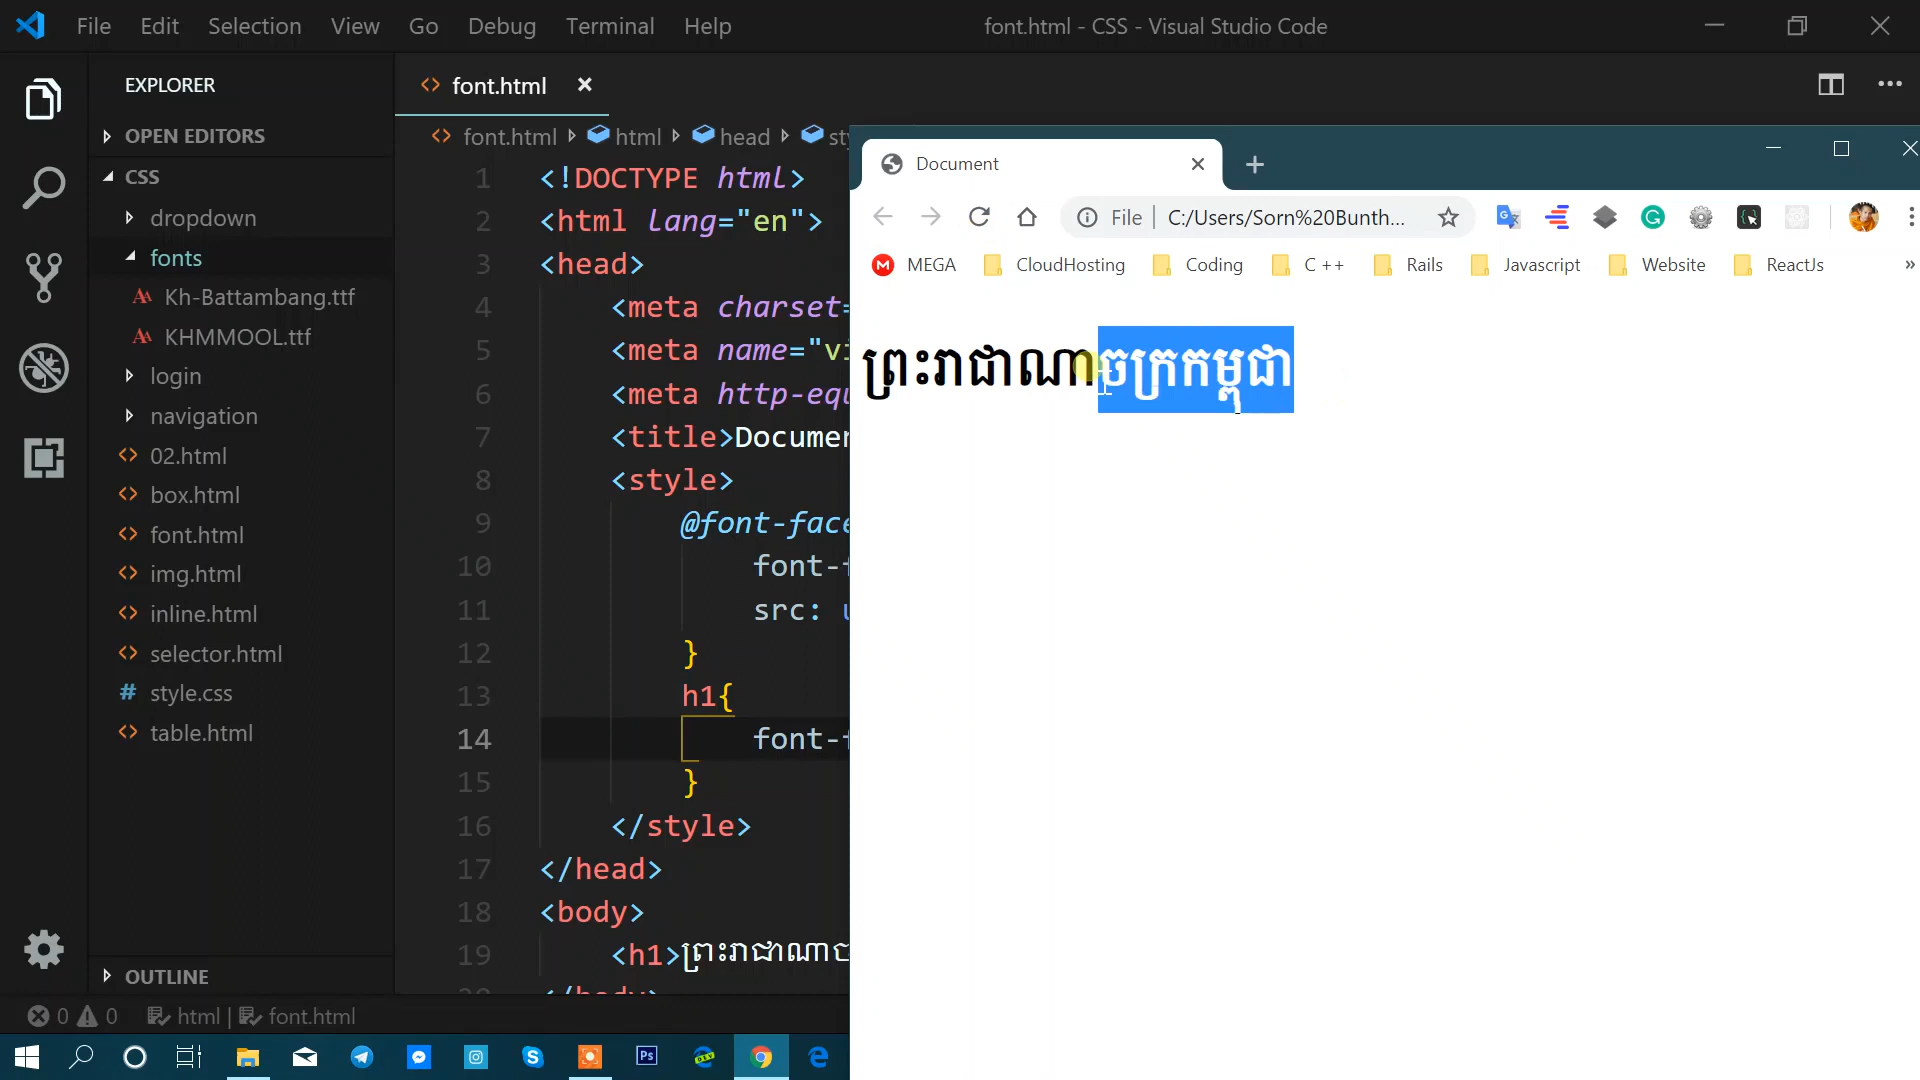 File Edit Selection View Go Debug Terminal Help
font.html - CSS - Visual Studio Code
EXPLORER
OPEN EDITORS
CSS
dropdown
fonts
Kh-Battambang.ttf
KHMMOOL.ttf
login
navigation
02.html
box.html
font.html
img.html
inline.html
selector.html
style.css
table.html
OUTLINE
font.html
font.html html head
1 <!DOCTYPE html>
2 <html lang="en">
3 <head>
4 <meta charset=
5 <meta name="vi
6 <meta http-equ
7 <title>Documen
8 <style>
9 @font-face
10 font-f
11 src: u
12 }
13 h1{
14 font-f
15 }
16 </style>
17 </head>
18 <body>
19 <h1>ព្រះរាជាណាច
0 0 html | font.html
Document
File C:/Users/Sorn%20Bunth...
MEGA CloudHosting Coding C ++ Rails Javascript Website ReactJs »
ព្រះរាជាណាចក្រកម្ពុជា